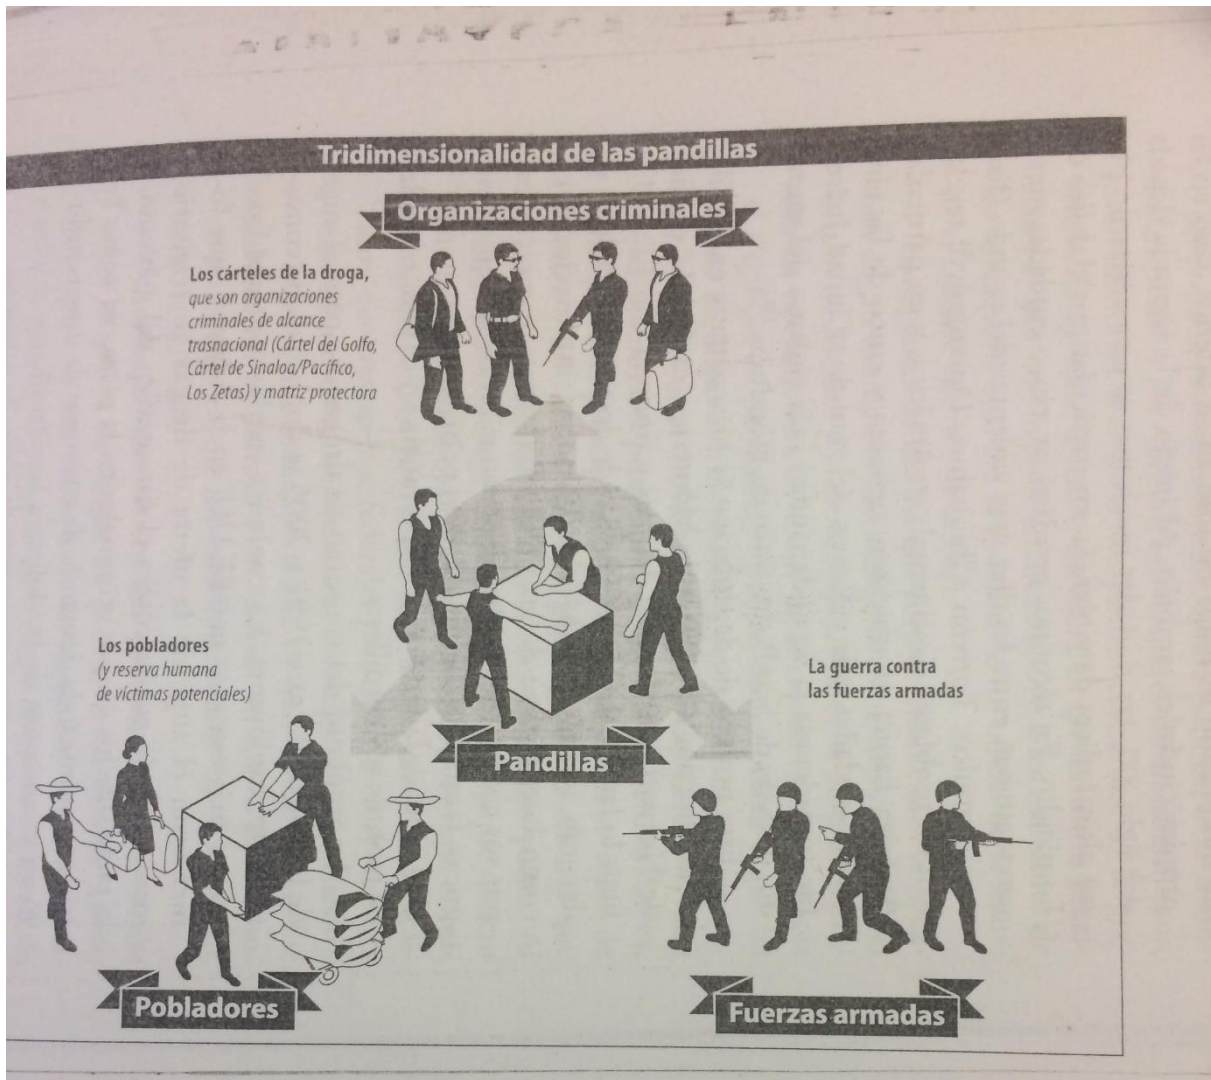 Tridimensionalidad de las pandillas
Organizaciones criminales
Los cárteles de la droga,
que son organizaciones
criminales de alcance
trasnacional (Cártel del Golfo,
Cártel de Sinaloa/Pacífico,
Los Zetas) y matriz protectora
Los pobladores
(y reserva humana
de víctimas potenciales)
La guerra contra
las fuerzas armadas
Pandillas
Pobladores
Fuerzas armadas